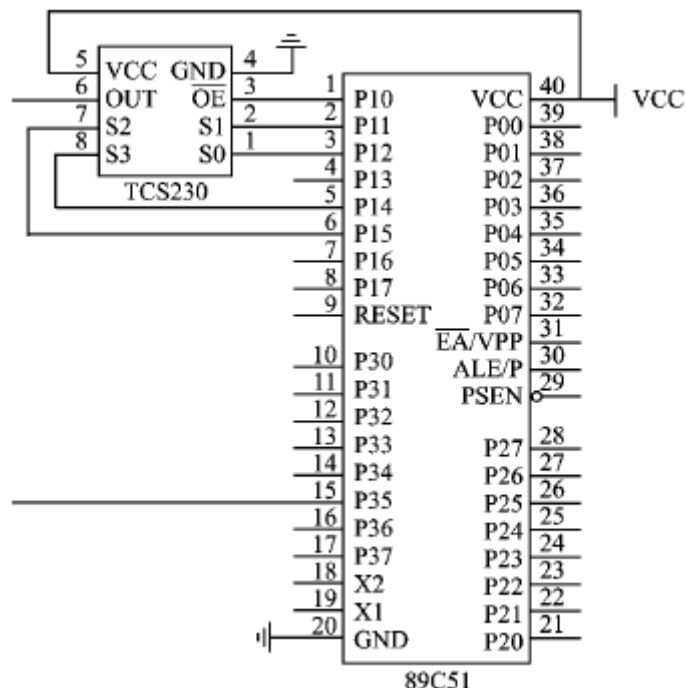 5 VCC GND 4
6 OUT O̅E̅ 3
7 S2 S1 2
8 S3 S0 1
TCS230
1 P10 VCC 40 VCC
2 P11 P00 39
3 P12 P01 38
4 P13 P02 37
5 P14 P03 36
6 P15 P04 35
7 P16 P05 34
8 P17 P06 33
9 RESET P07 32
E̅A̅/VPP 31
10 P30 ALE/P 30
11 P31 PSEN 29
12 P32
13 P33 P27 28
14 P34 P26 27
15 P35 P25 26
16 P36 P24 25
17 P37 P23 24
18 X2 P22 23
19 X1 P21 22
20 GND P20 21
89C51